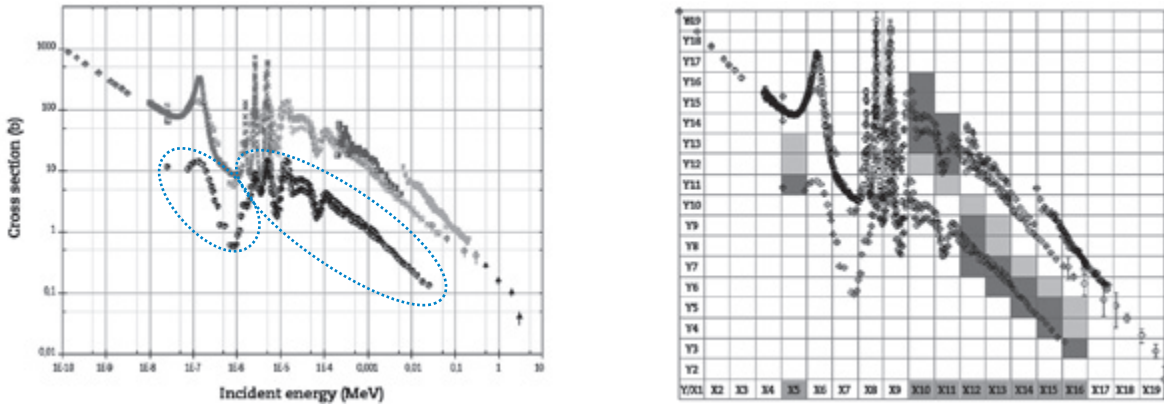 1000
100
10
1
0,1
0,01
Cross section (b)
1E-10 1E-9 1E-8 1E-7 1E-6 1E-5 1E-4 0,001 0,01 0,1 1 10
Incident energy (MeV)
Y19
Y18
Y17
Y16
Y15
Y14
Y13
Y12
Y11
Y10
Y9
Y8
Y7
Y6
Y5
Y4
Y3
Y2
Y/X1 X2 X3 X4 X5 X6 X7 X8 X9 X10 X11 X12 X13 X14 X15 X16 X17 X18 X19